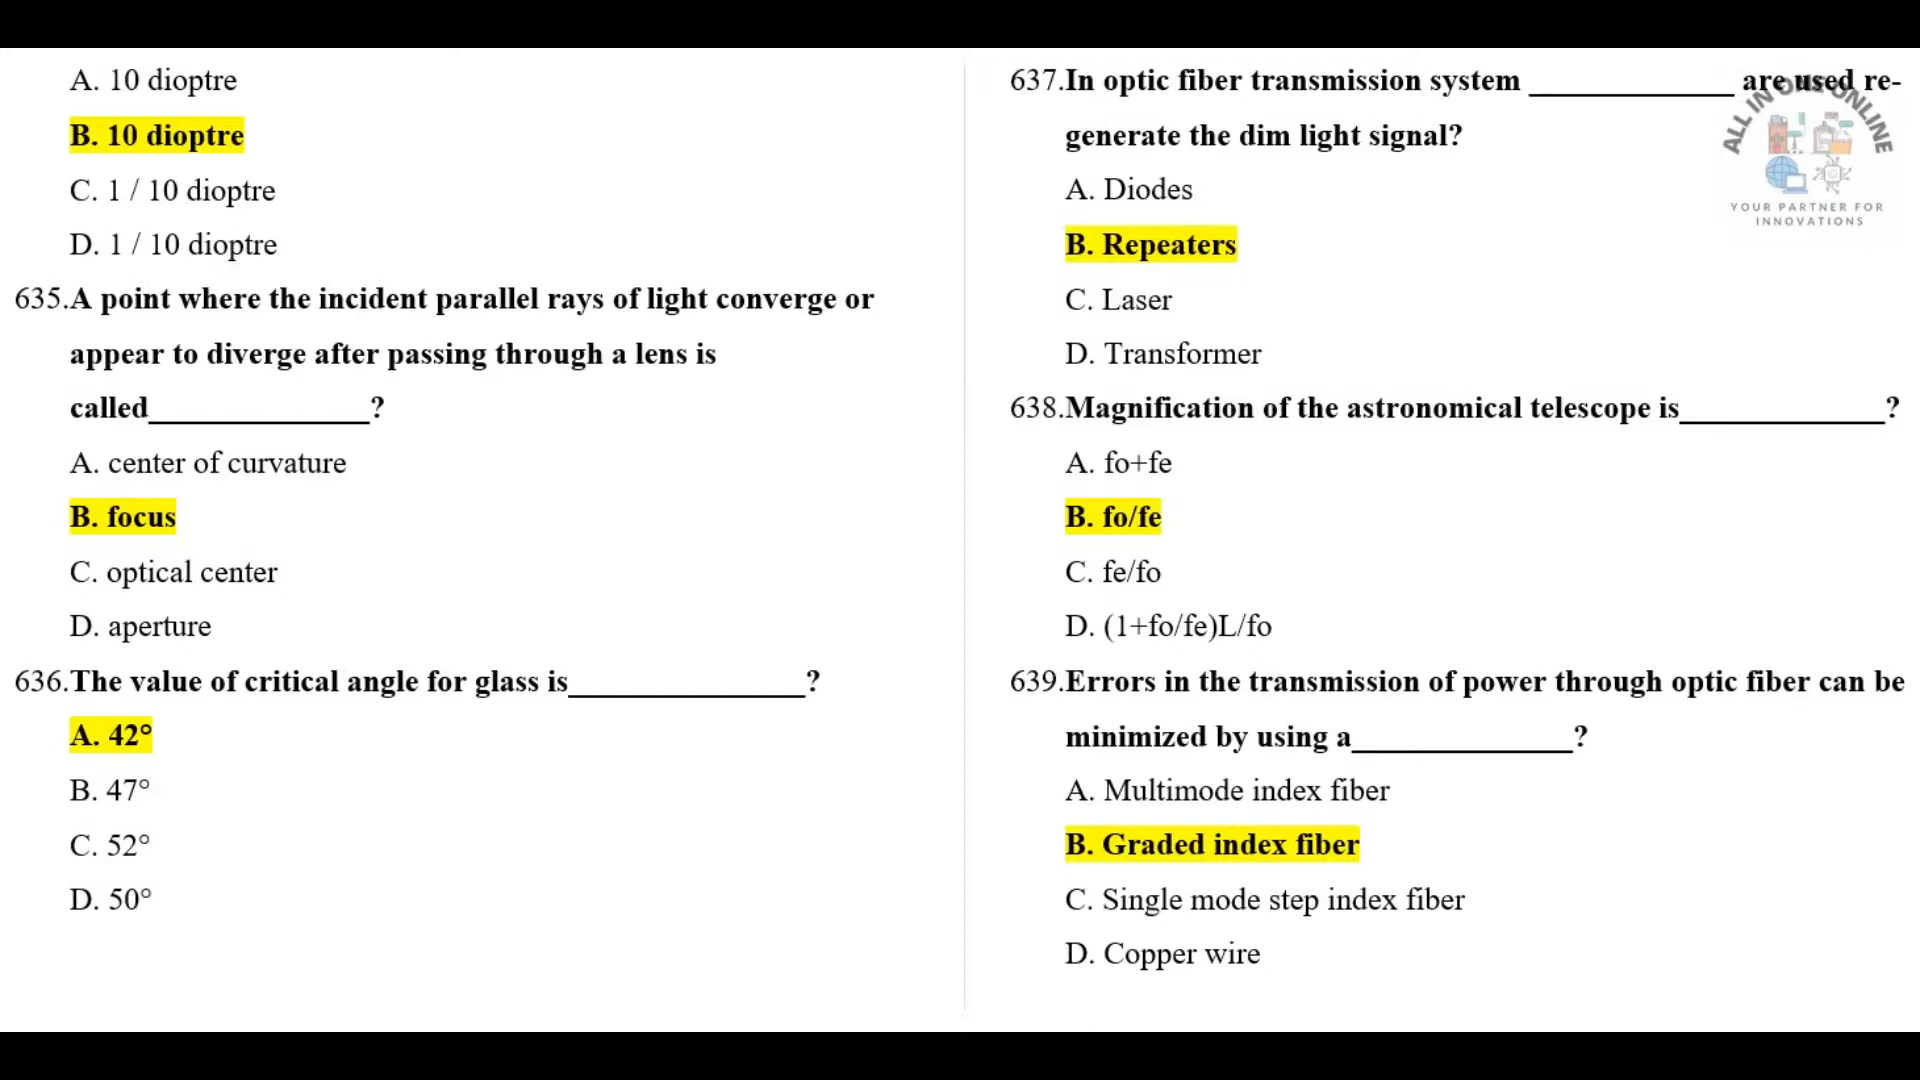 A. 10 dioptre
B. 10 dioptre
C. 1 / 10 dioptre
D. 1 / 10 dioptre
635.A point where the incident parallel rays of light converge or
appear to diverge after passing through a lens is
called______________?
A. center of curvature
B. focus
C. optical center
D. aperture
636.The value of critical angle for glass is_______________?
A. 42°
B. 47°
C. 52°
D. 50°
637.In optic fiber transmission system _____________ are used re-
generate the dim light signal?
A. Diodes
B. Repeaters
C. Laser
D. Transformer
638.Magnification of the astronomical telescope is_____________?
A. fo+fe
B. fo/fe
C. fe/fo
D. (1+fo/fe)L/fo
639.Errors in the transmission of power through optic fiber can be
minimized by using a______________?
A. Multimode index fiber
B. Graded index fiber
C. Single mode step index fiber
D. Copper wire
ALL IN ONE ONLINE
YOUR PARTNER FOR
INNOVATIONS